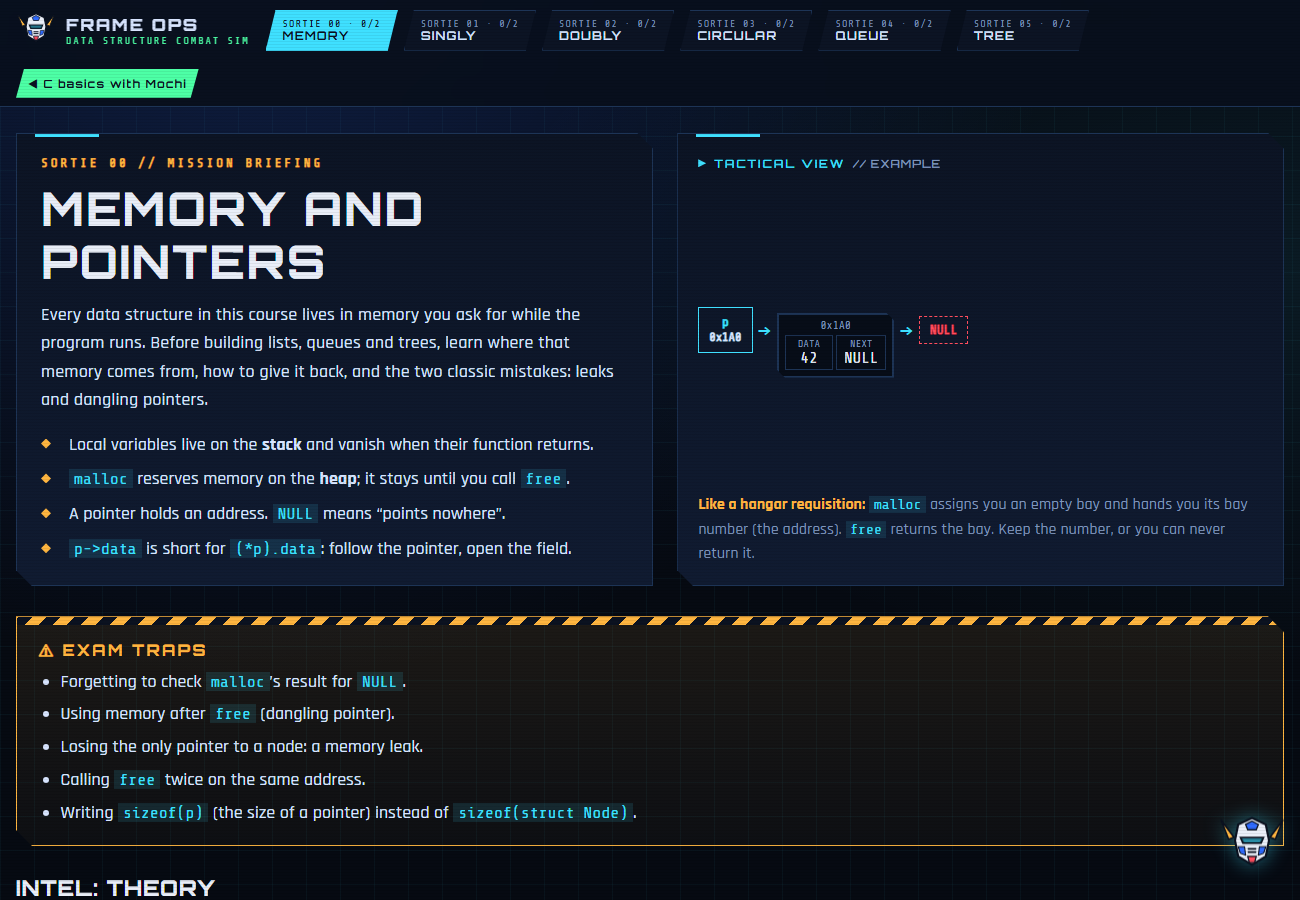 FRAME OPS
DATA STRUCTURE COMBAT SIM
SORTIE 00 · 0/2
MEMORY
SORTIE 01 · 0/2
SINGLY
SORTIE 02 · 0/2
DOUBLY
SORTIE 03 · 0/2
CIRCULAR
SORTIE 04 · 0/2
QUEUE
SORTIE 05 · 0/2
TREE
◀ C basics with Mochi
SORTIE 00 // MISSION BRIEFING
MEMORY AND
POINTERS
Every data structure in this course lives in memory you ask for while the
program runs. Before building lists, queues and trees, learn where that
memory comes from, how to give it back, and the two classic mistakes: leaks
and dangling pointers.
Local variables live on the stack and vanish when their function returns.
malloc reserves memory on the heap; it stays until you call free.
A pointer holds an address. NULL means “points nowhere”.
p->data is short for (*p).data: follow the pointer, open the field.
▶ TACTICAL VIEW // EXAMPLE
p
0x1A0
→
0x1A0
DATA
42
NEXT
NULL
→
NULL
Like a hangar requisition: malloc assigns you an empty bay and hands you its bay
number (the address). free returns the bay. Keep the number, or you can never
return it.
⚠ EXAM TRAPS
Forgetting to check malloc’s result for NULL.
Using memory after free (dangling pointer).
Losing the only pointer to a node: a memory leak.
Calling free twice on the same address.
Writing sizeof(p) (the size of a pointer) instead of sizeof(struct Node).
INTEL: THEORY